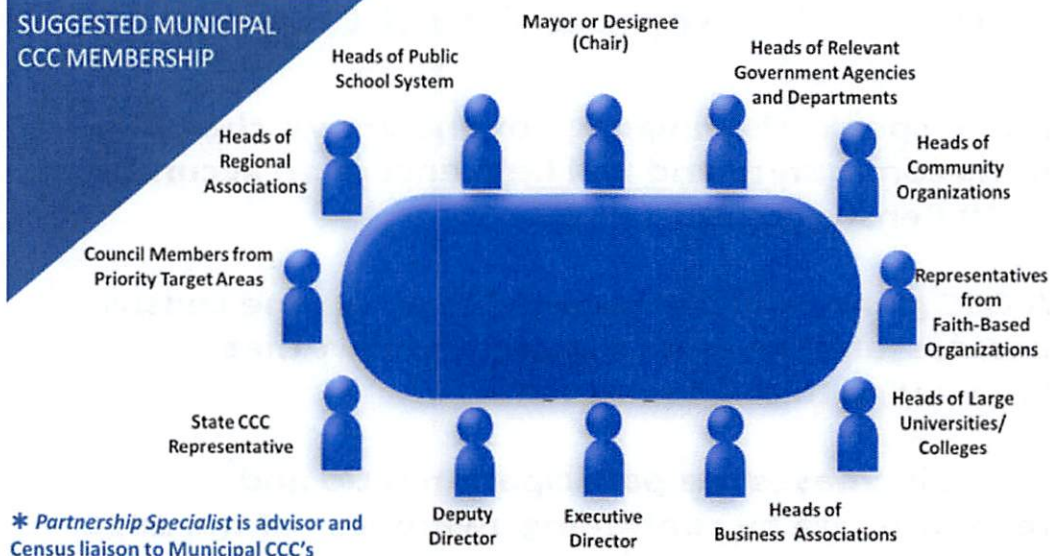 SUGGESTED MUNICIPAL
CCC MEMBERSHIP
Mayor or Designee
(Chair)
Heads of Public
School System
Heads of Relevant
Government Agencies
and Departments
Heads of
Regional
Associations
Heads of
Community
Organizations
Council Members from
Priority Target Areas
Representatives
from
Faith-Based
Organizations
State CCC
Representative
Heads of Large
Universities/
Colleges
Deputy
Director
Executive
Director
Heads of
Business Associations
* Partnership Specialist is advisor and
Census liaison to Municipal CCC's